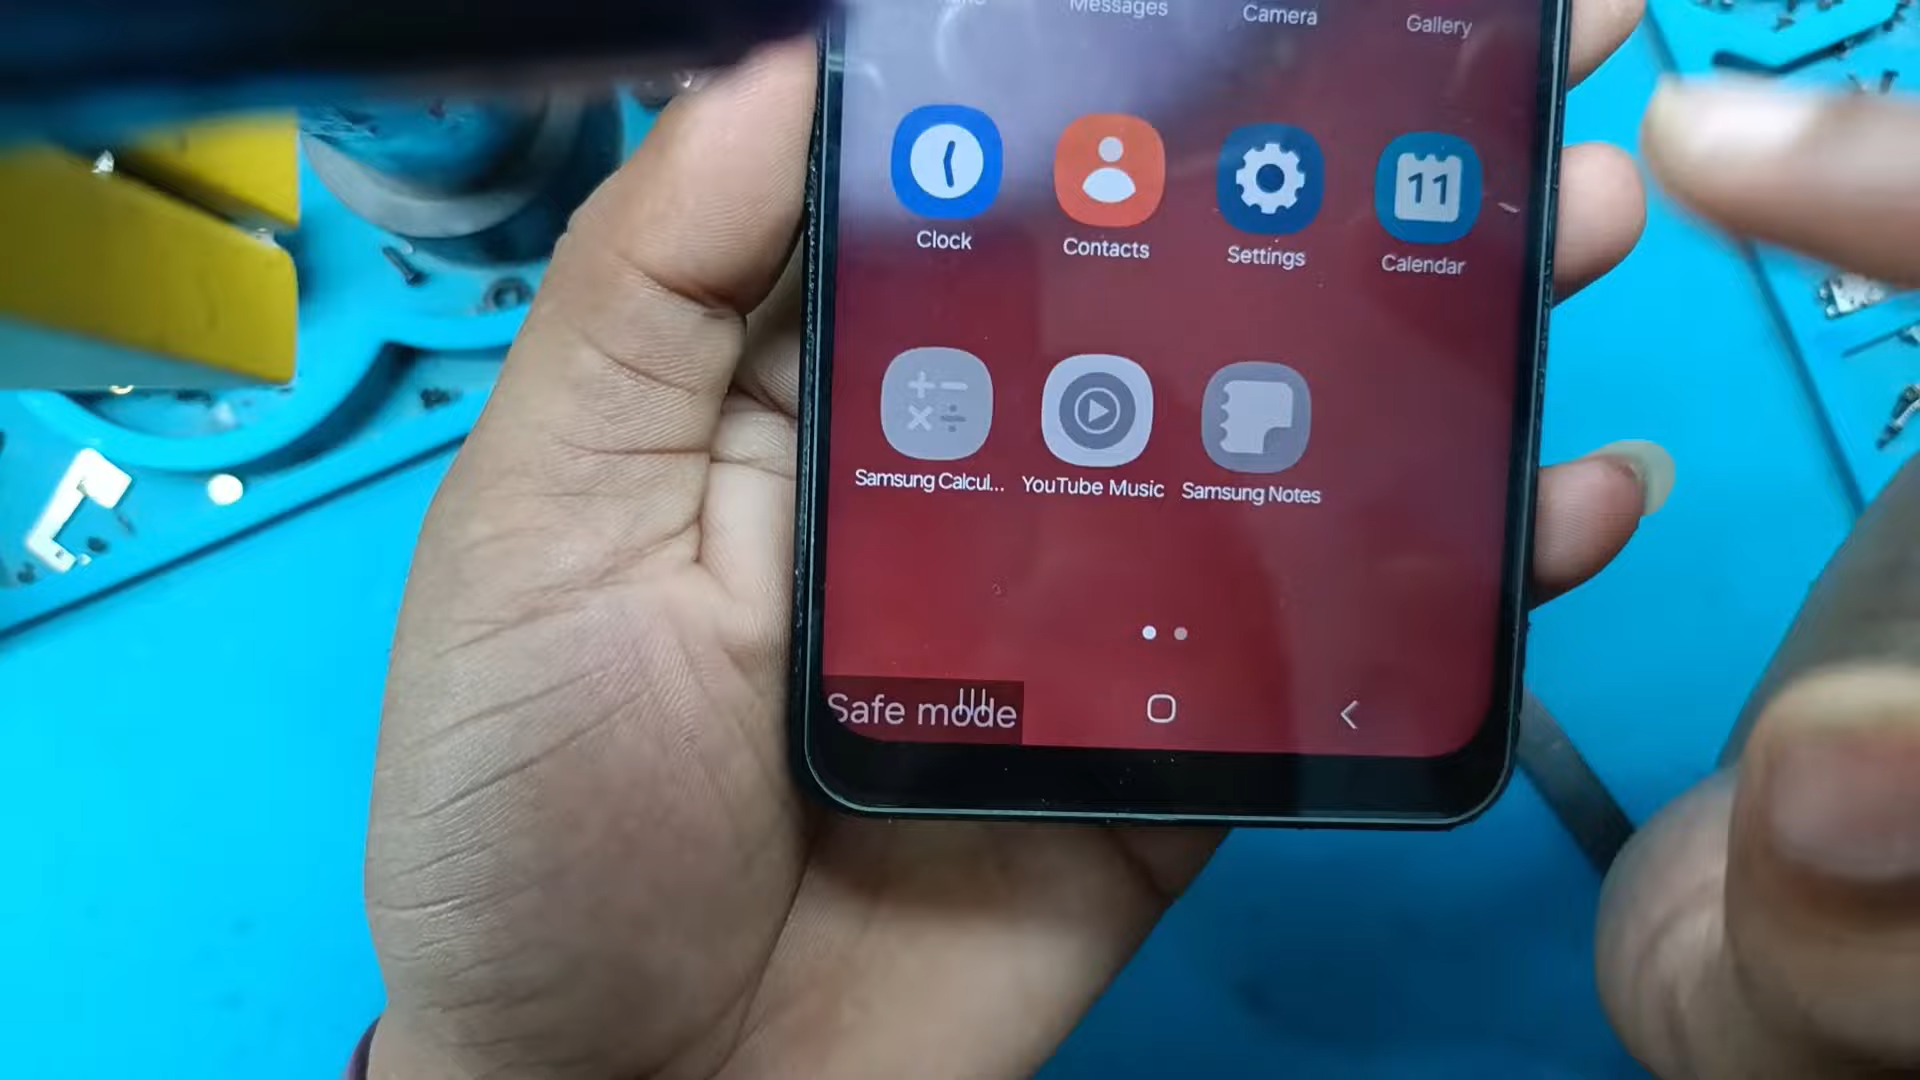 Messages
Camera
Gallery
11
Clock
Contacts
Settings
Calendar
Samsung Calcul...
YouTube Music
Samsung Notes
Safe mode